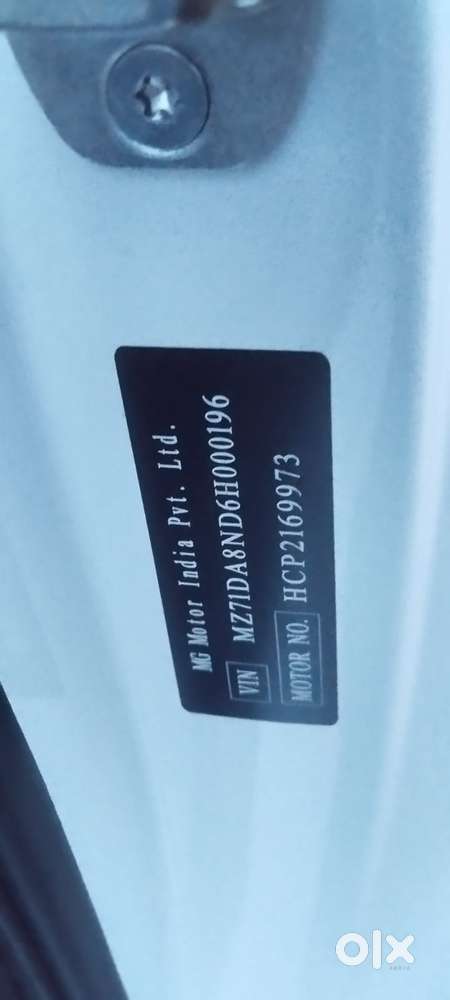 MG Motor India Pvt. Ltd.
VIN MZ7IDA8ND6H000196
MOTOR NO. HCP2169973
olx